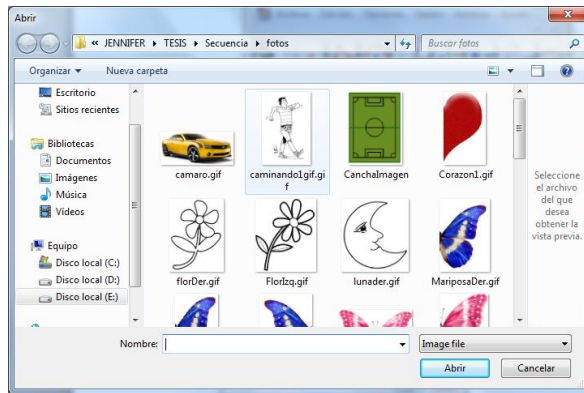 Abrir
« JENNIFER ▸ TESIS ▸ Secuencia ▸ fotos
Buscar fotos
Organizar
Nueva carpeta
Escritorio
Sitios recientes
Bibliotecas
Documentos
Imágenes
Música
Vídeos
Equipo
Disco local (C:)
Disco local (D:)
Disco local (E:)
camaro.gif
caminando1gif.gi
f
CanchaImagen
Corazon1.gif
florDer.gif
FlorIzq.gif
lunader.gif
MariposaDer.gif
Seleccione
el archivo
del que
desea
obtener la
vista previa.
Nombre:
Image file
Abrir
Cancelar